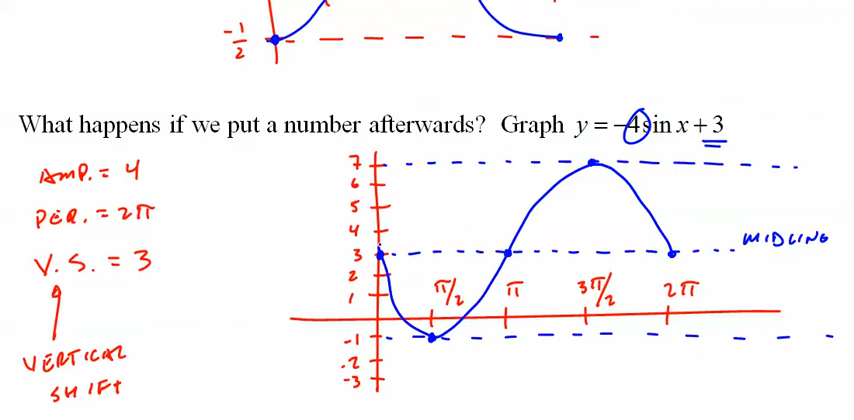 -1/2
What happens if we put a number afterwards? Graph y = -4sin x + 3
AMP. = 4
PER. = 2π
V.S. = 3
VERTICAL
SHIFT
7
6
5
4
3
2
1
-1
-2
-3
π/2 π 3π/2 2π
MIDLINE